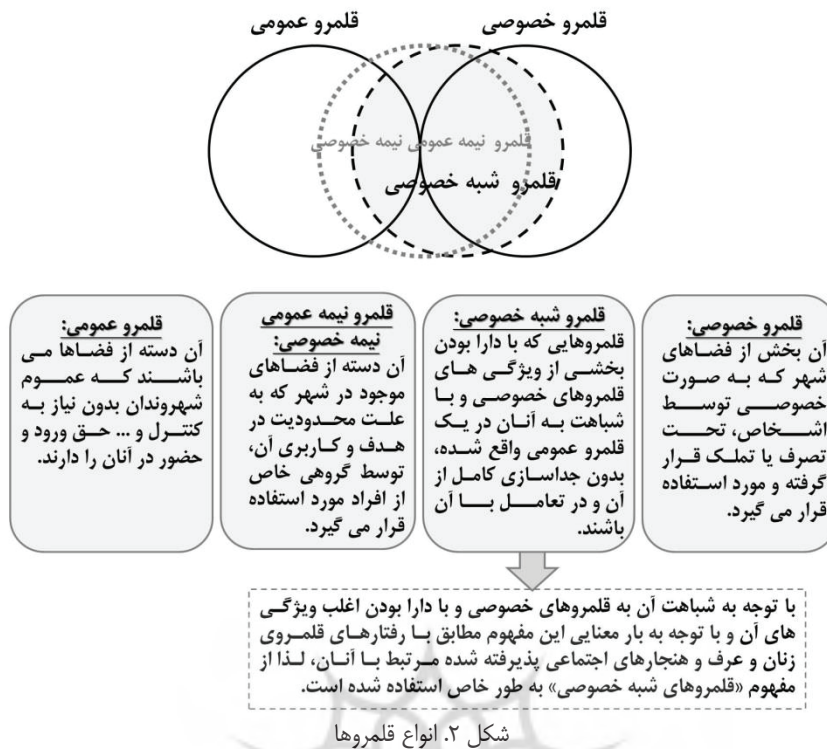 قلمرو خصوصی
قلمرو عمومی
قلمرو نیمه عمومی نیمه خصوصی
قلمرو شبه خصوصی
قلمرو خصوصی:
آن بخش از فضاهای
شهر که به صورت
خصوصی توسط
اشخاص، تحت
تصرف یا تملک قرار
گرفته و مورد استفاده
قرار می گیرد.
قلمرو شبه خصوصی:
قلمروهایی که با دارا بودن
بخشی از ویژگی های
قلمروهای خصوصی و با
شباهت به آنان در یک
قلمرو عمومی واقع شده،
بدون جداسازی کامل از
آن و در تعامل با آن
باشند.
قلمرو نیمه عمومی
نیمه خصوصی:
آن دسته از فضاهای
موجود در شهر که به
علت محدودیت در
هدف و کاربری آن،
توسط گروهی خاص
از افراد مورد استفاده
قرار می گیرد.
قلمرو عمومی:
آن دسته از فضاها می
باشند که عموم
شهروندان بدون نیاز به
کنترل و ... حق ورود و
حضور در آنان را دارند.
با توجه به شباهت آن به قلمروهای خصوصی و با دارا بودن اغلب ویژگی
های آن و با توجه به بار معنایی این مفهوم مطابق با رفتارهای قلمروی
زنان و عرف و هنجارهای اجتماعی پذیرفته شده مرتبط با آنان، لذا از
مفهوم «قلمروهای شبه خصوصی» به طور خاص استفاده شده است.
شکل ۲. انواع قلمروها